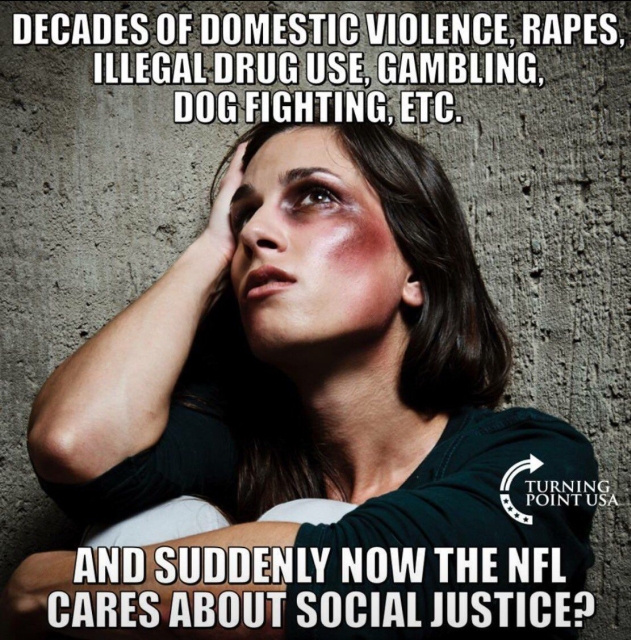 DECADES OF DOMESTIC VIOLENCE, RAPES,
ILLEGAL DRUG USE, GAMBLING,
DOG FIGHTING, ETC.
TURNING
POINT USA
AND SUDDENLY NOW THE NFL
CARES ABOUT SOCIAL JUSTICE?